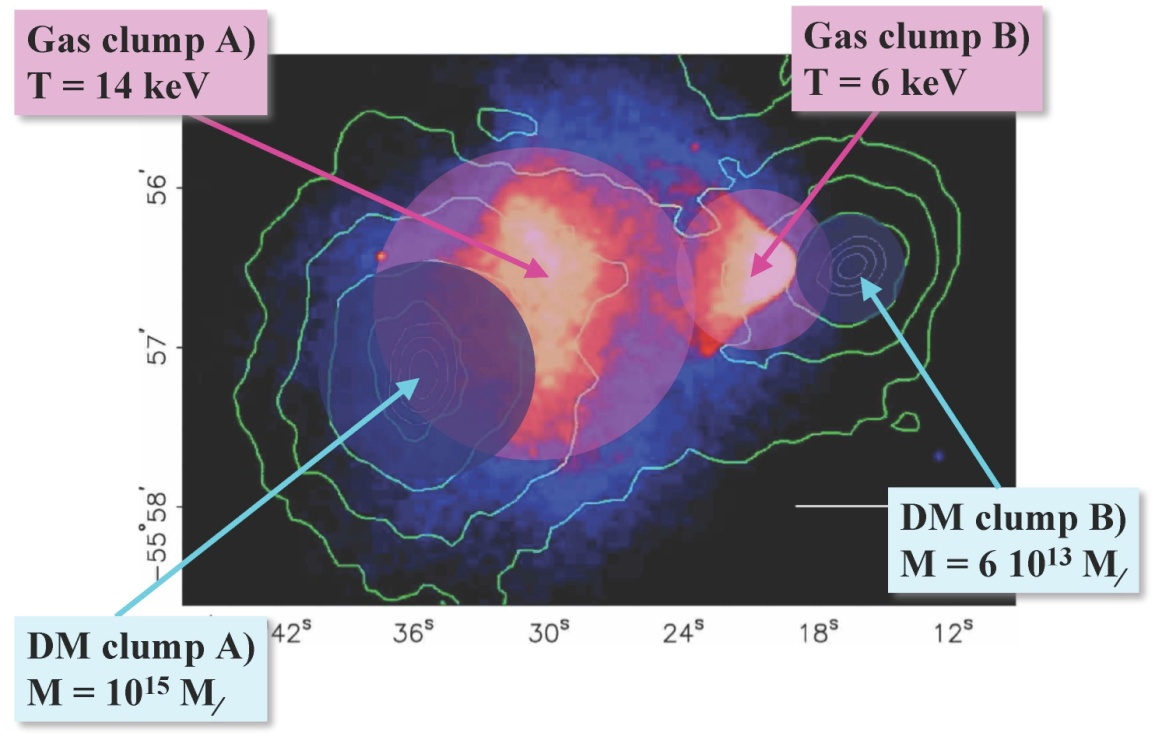 Gas clump A)
T = 14 keV
Gas clump B)
T = 6 keV
56′
57′
−55°58′
DM clump B)
M = 6 10¹³ M/
DM clump A)
M = 10¹⁵ M/
42ˢ 36ˢ 30ˢ 24ˢ 18ˢ 12ˢ